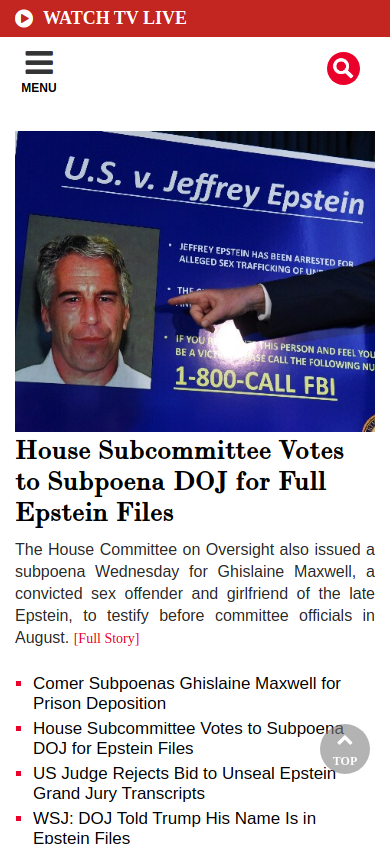 WATCH TV LIVE
MENU
U.S. v. Jeffrey Epstein
• JEFFREY EPSTEIN HAS BEEN ARRESTED FOR
ALLEGED SEX TRAFFICKING OF
• THE
• IF YOU THIS PERSON AND FEEL YOU
BE A CALL THE FOLLOWING
1-800-CALL FBI
House Subcommittee Votes
to Subpoena DOJ for Full
Epstein Files
The House Committee on Oversight also issued a
subpoena Wednesday for Ghislaine Maxwell, a
convicted sex offender and girlfriend of the late
Epstein, to testify before committee officials in
August. [Full Story]
Comer Subpoenas Ghislaine Maxwell for
Prison Deposition
House Subcommittee Votes to Subpoena
DOJ for Epstein Files
US Judge Rejects Bid to Unseal Epstein
Grand Jury Transcripts
TOP
WSJ: DOJ Told Trump His Name Is in
Epstein Files